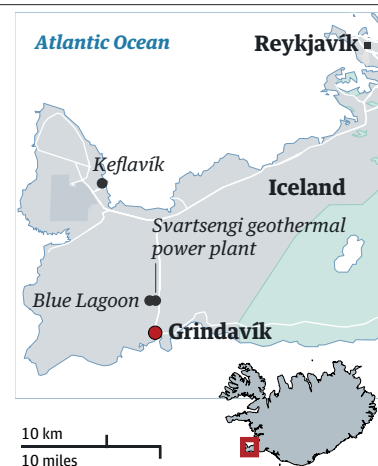 Atlantic Ocean
Reykjavík
Keflavík
Iceland
Svartsengi geothermal
power plant
Blue Lagoon
Grindavík
10 km
10 miles